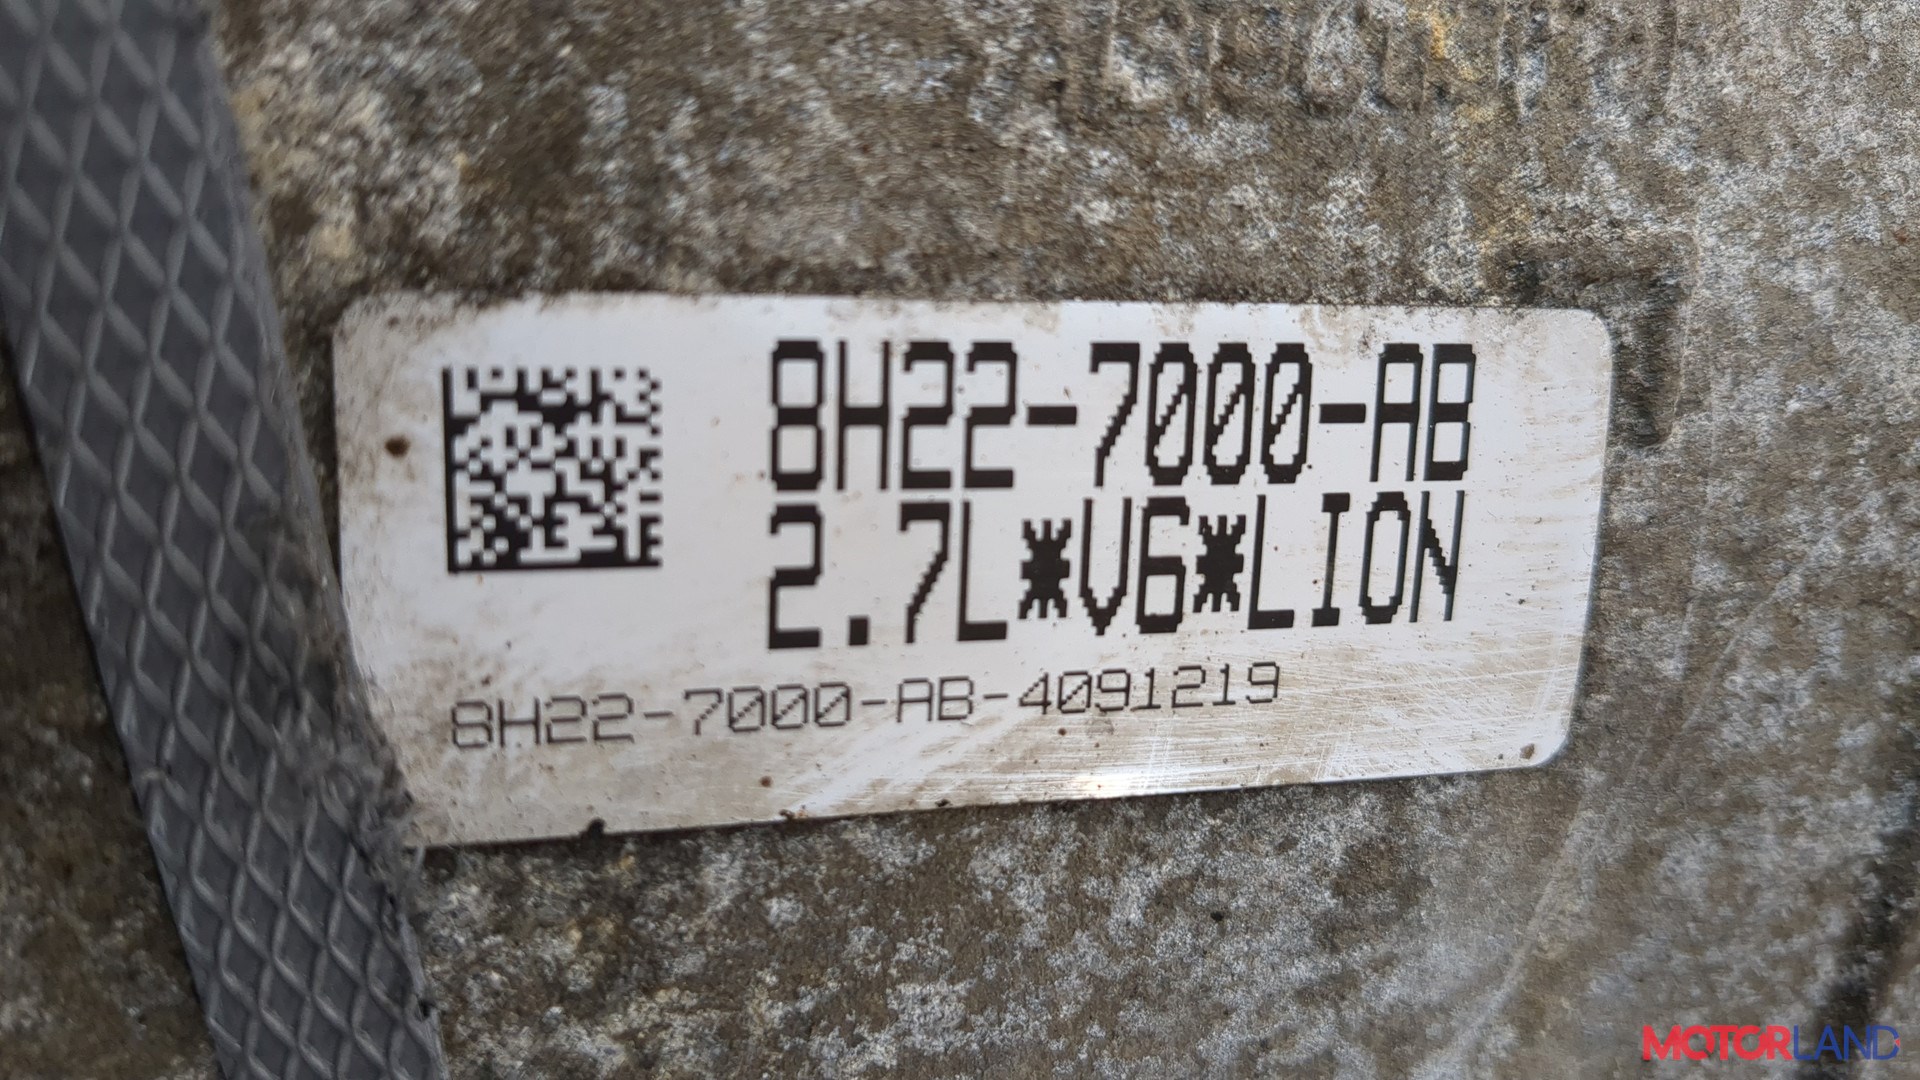 8H22-7000-AB
2.7L*V6*LION
8H22-7000-AB-4091219
MOTORLAND